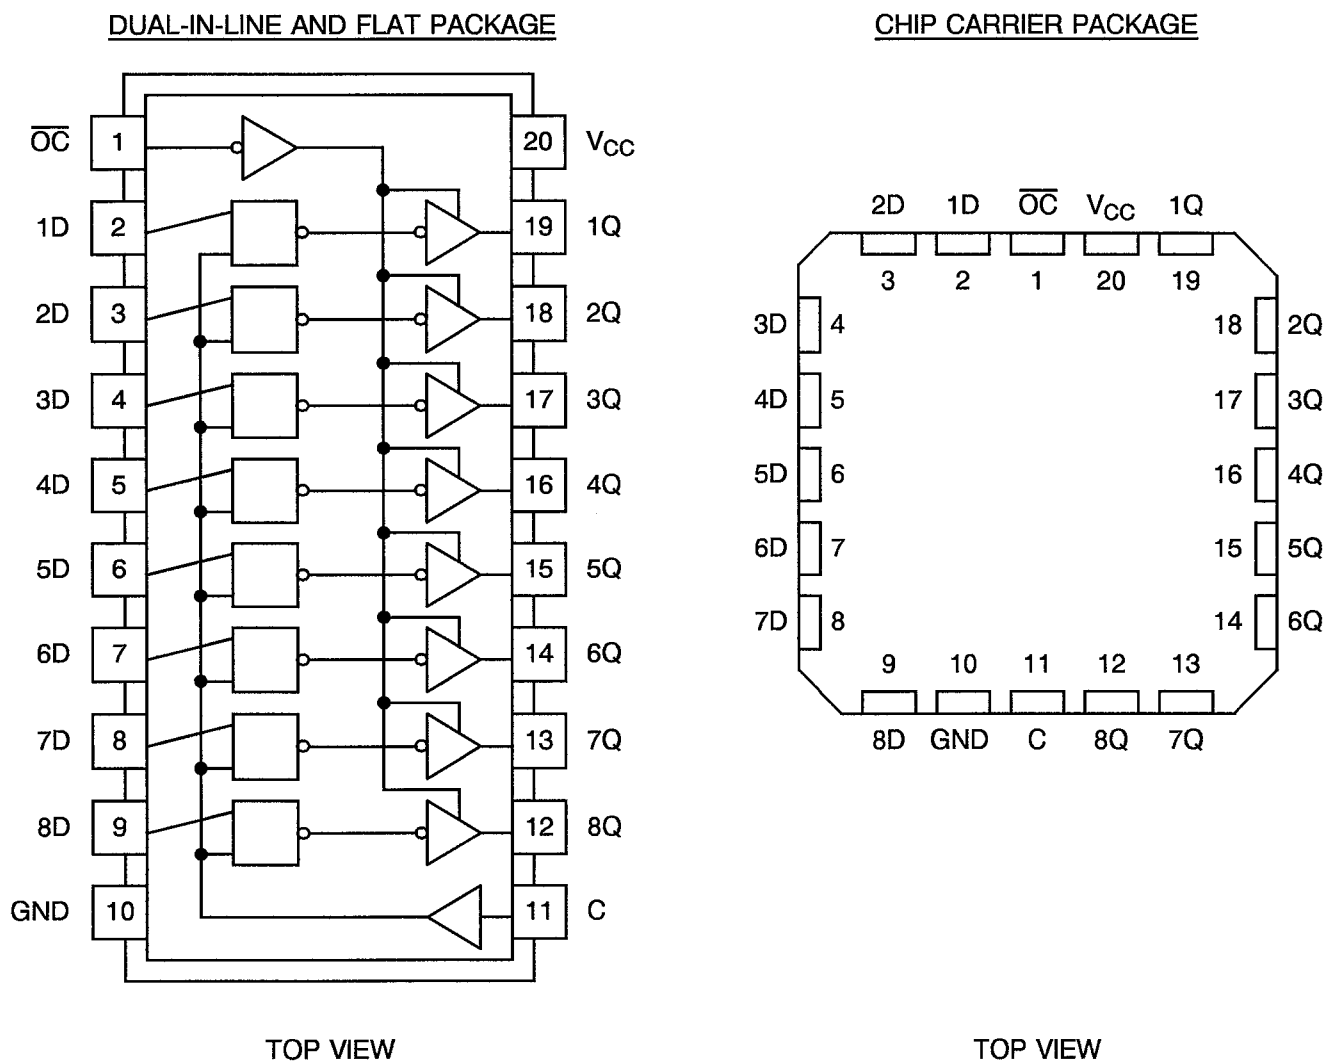 DUAL-IN-LINE AND FLAT PACKAGE
O̅C̅ 1 20 VCC
1D 2 19 1Q
2D 3 18 2Q
3D 4 17 3Q
4D 5 16 4Q
5D 6 15 5Q
6D 7 14 6Q
7D 8 13 7Q
8D 9 12 8Q
GND 10 11 C
TOP VIEW
CHIP CARRIER PACKAGE
2D 1D O̅C̅ VCC 1Q
3 2 1 20 19
3D 4 18 2Q
4D 5 17 3Q
5D 6 16 4Q
6D 7 15 5Q
7D 8 14 6Q
9 10 11 12 13
8D GND C 8Q 7Q
TOP VIEW